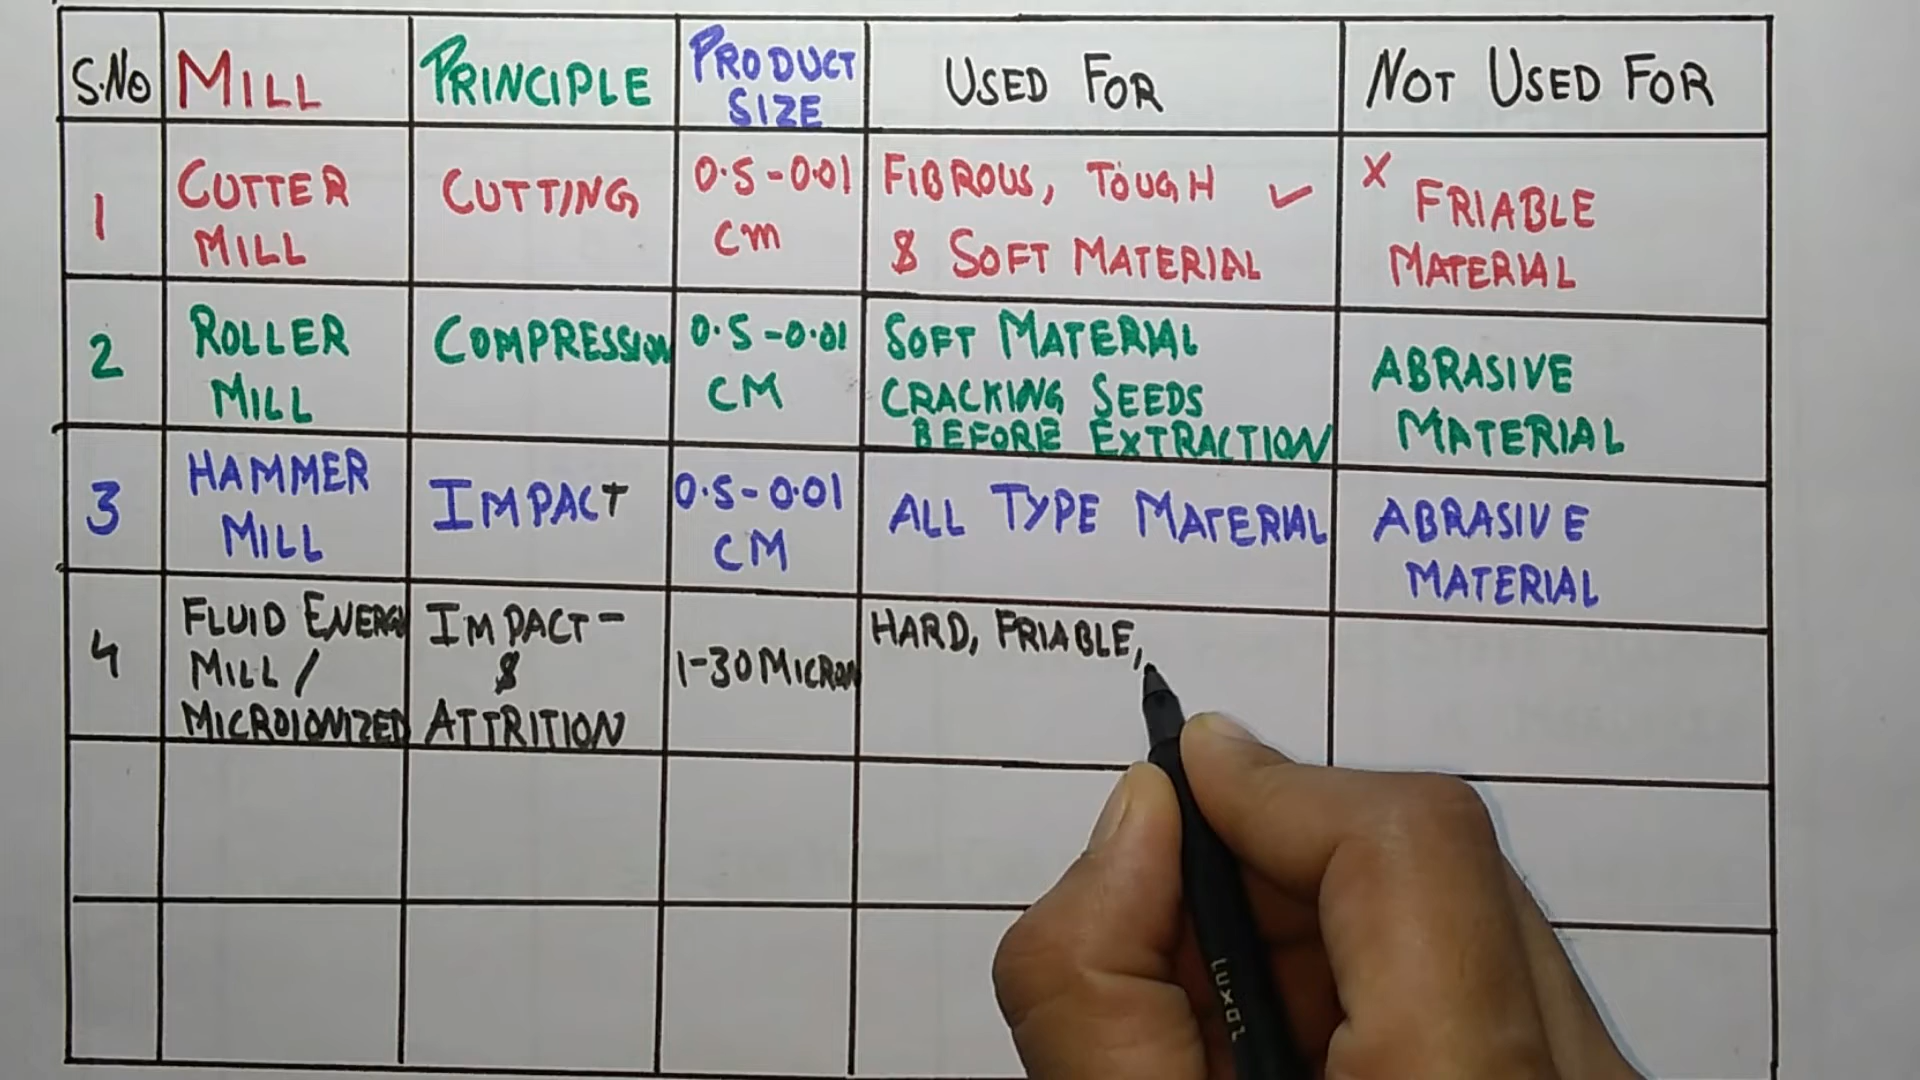 S.NO MILL PRINCIPLE PRODUCT SIZE USED FOR NOT USED FOR
1
CUTTER
MILL
CUTTING
0.5-0.01
cm
FIBROUS, TOUGH ✓
& SOFT MATERIAL
X FRIABLE
MATERIAL
2
ROLLER
MILL
COMPRESSION
0.5-0.01
CM
SOFT MATERIAL
CRACKING SEEDS
BEFORE EXTRACTION
ABRASIVE
MATERIAL
3
HAMMER
MILL
IMPACT
0.5-0.01
CM
ALL TYPE MATERIAL
ABRASIVE
MATERIAL
4
FLUID ENERGY
MILL /
MICROIONIZED
IMPACT-
&
ATTRITION
1-30 MICRON
HARD, FRIABLE,
luxor